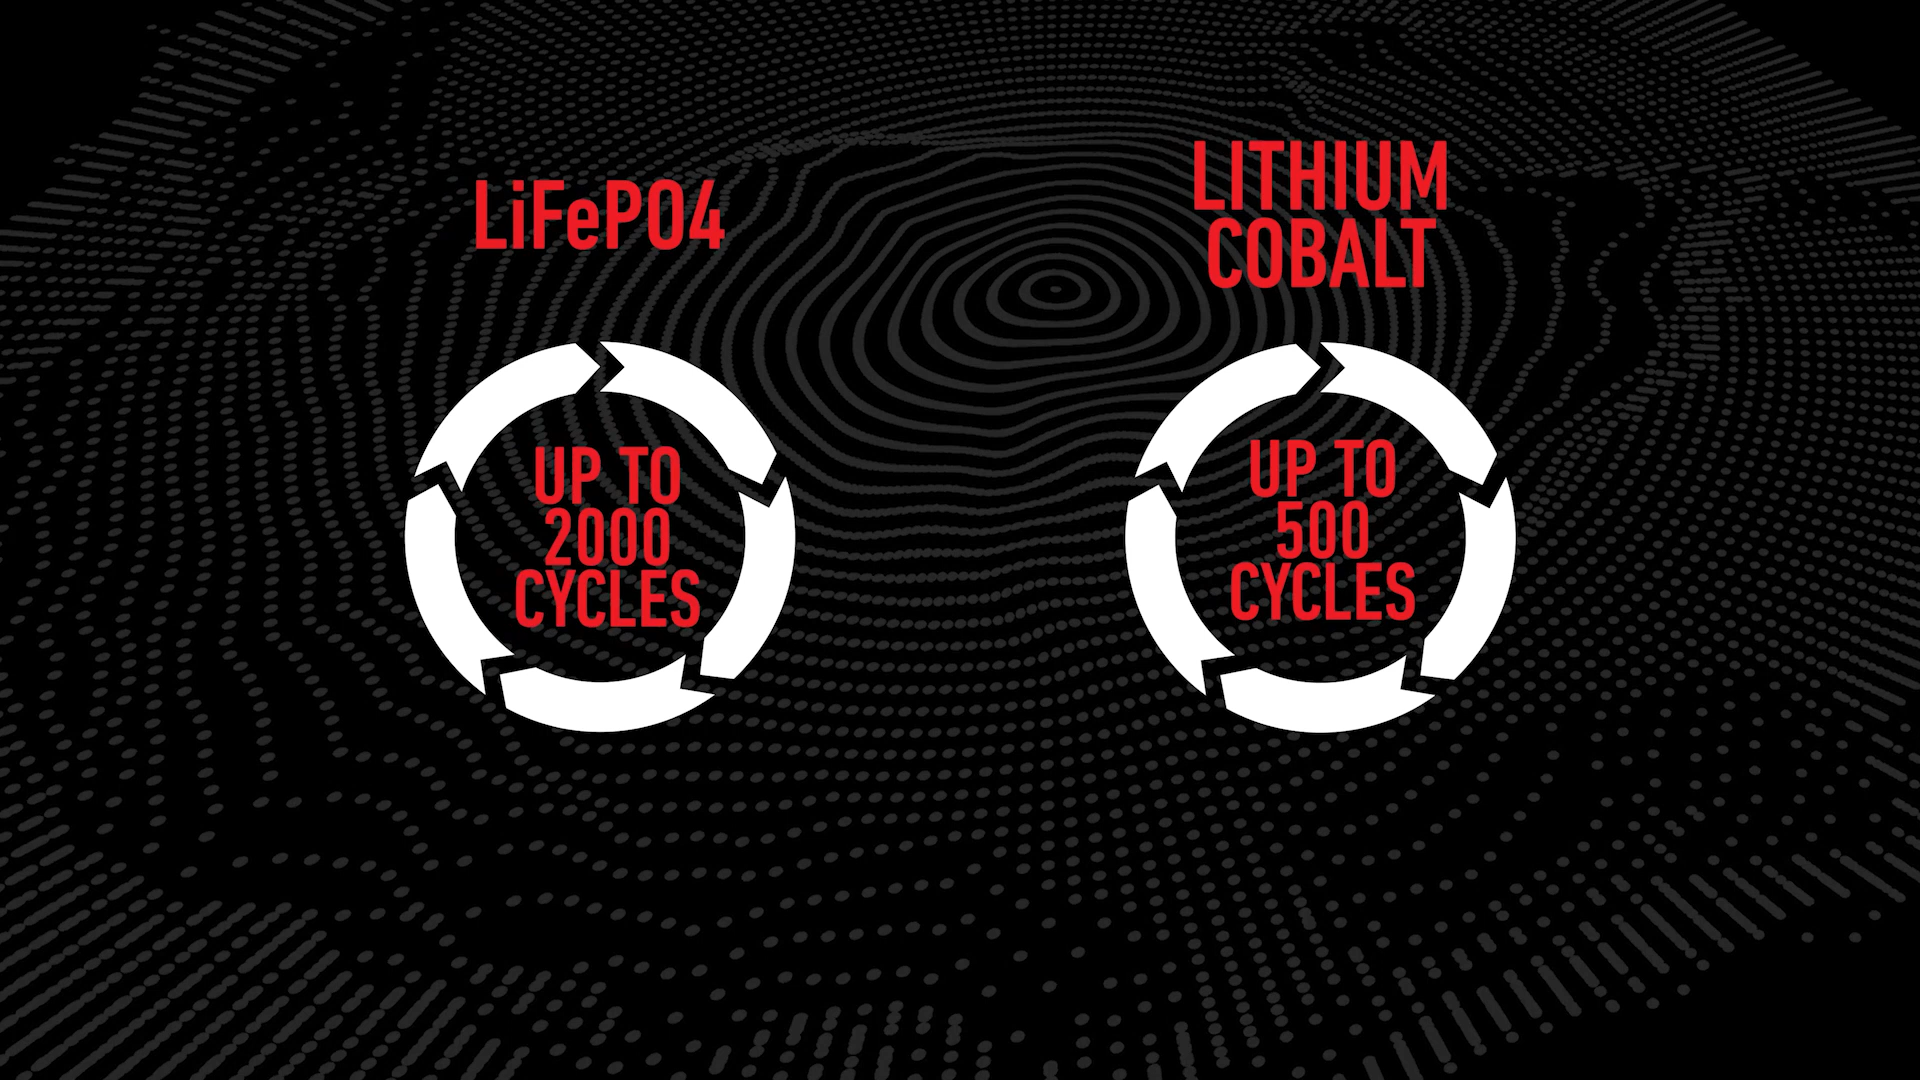 LiFePO4
UP TO
2000
CYCLES
LITHIUM
COBALT
UP TO
500
CYCLES